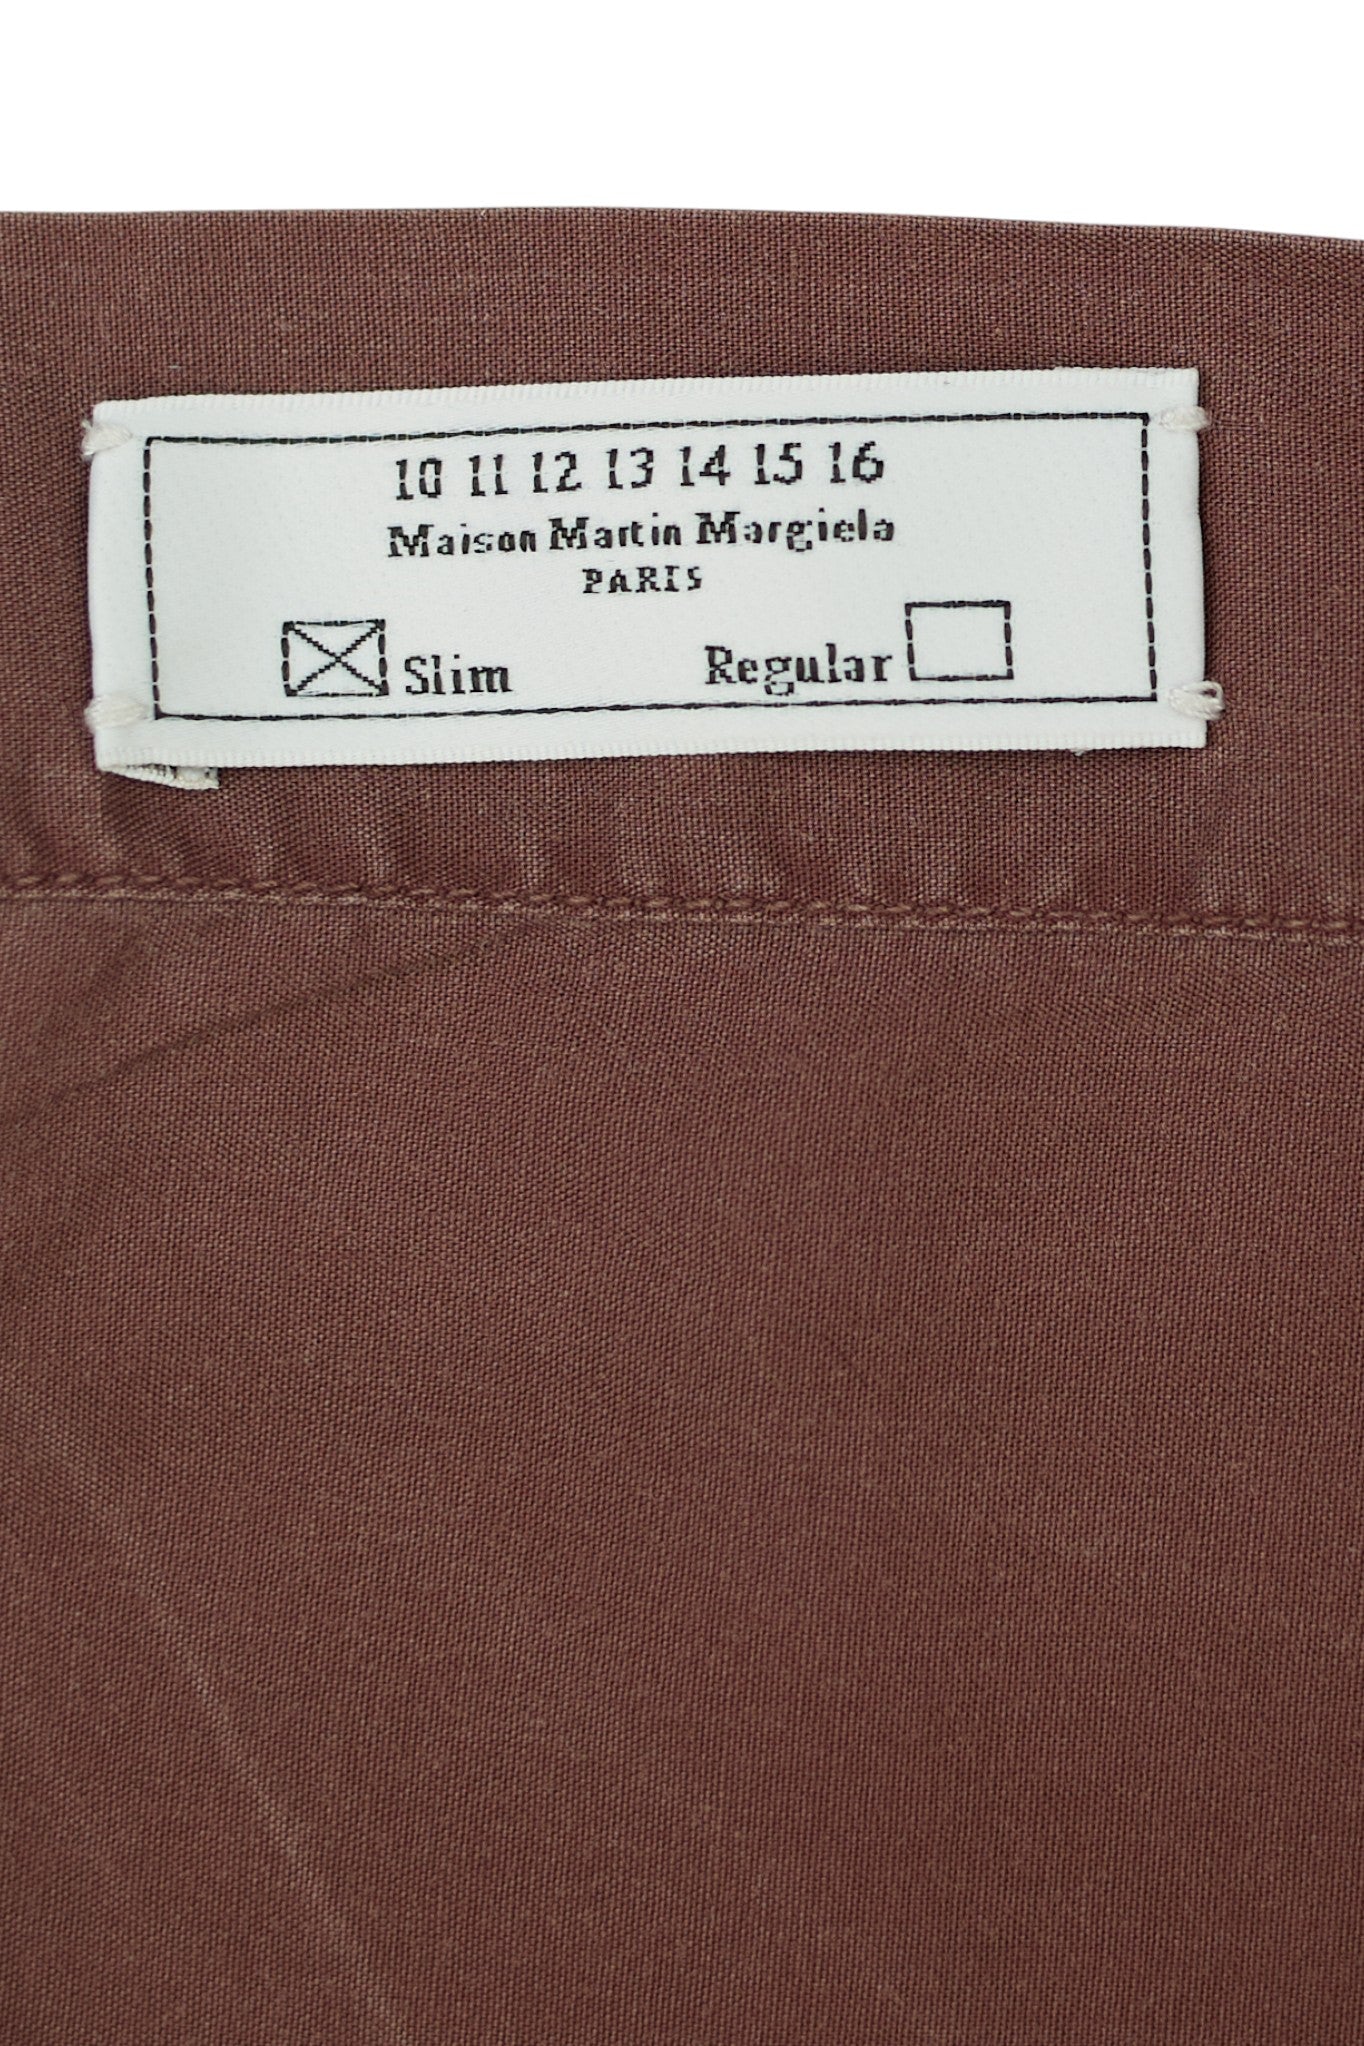 10 11 12 13 14 15 16
Maison Martin Margiela
PARIS
Slim Regular